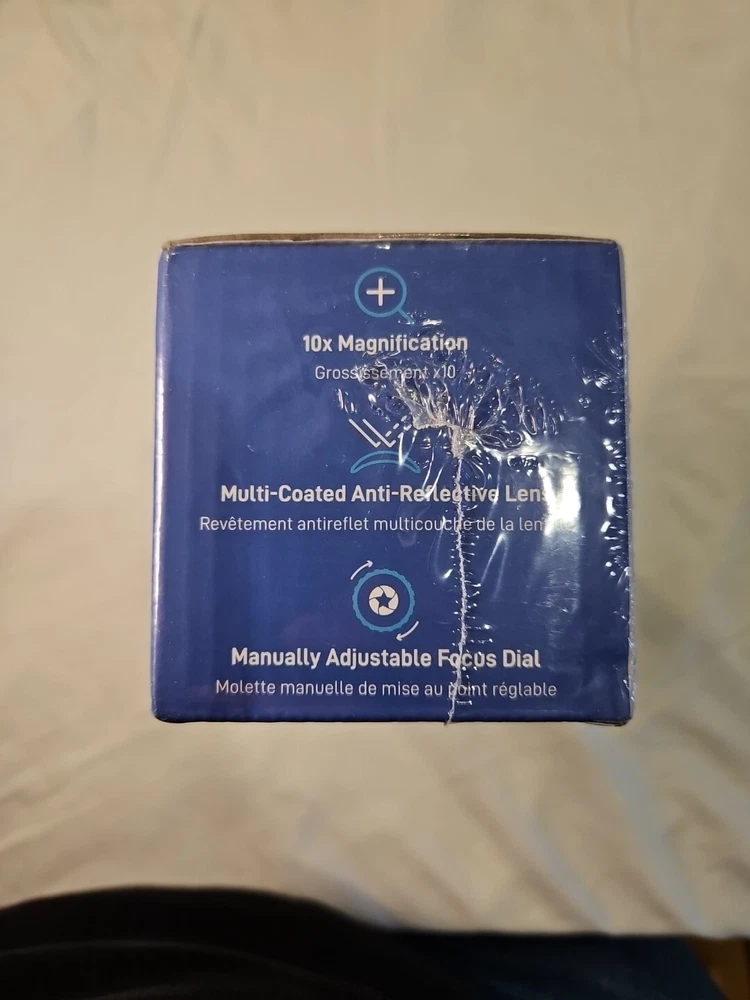 10x Magnification
Grossissement x10
Multi-Coated Anti-Reflective Lens
Revêtement antireflet multicouche de la
Manually Adjustable Focus Dial
Molette manuelle de mise au point réglable